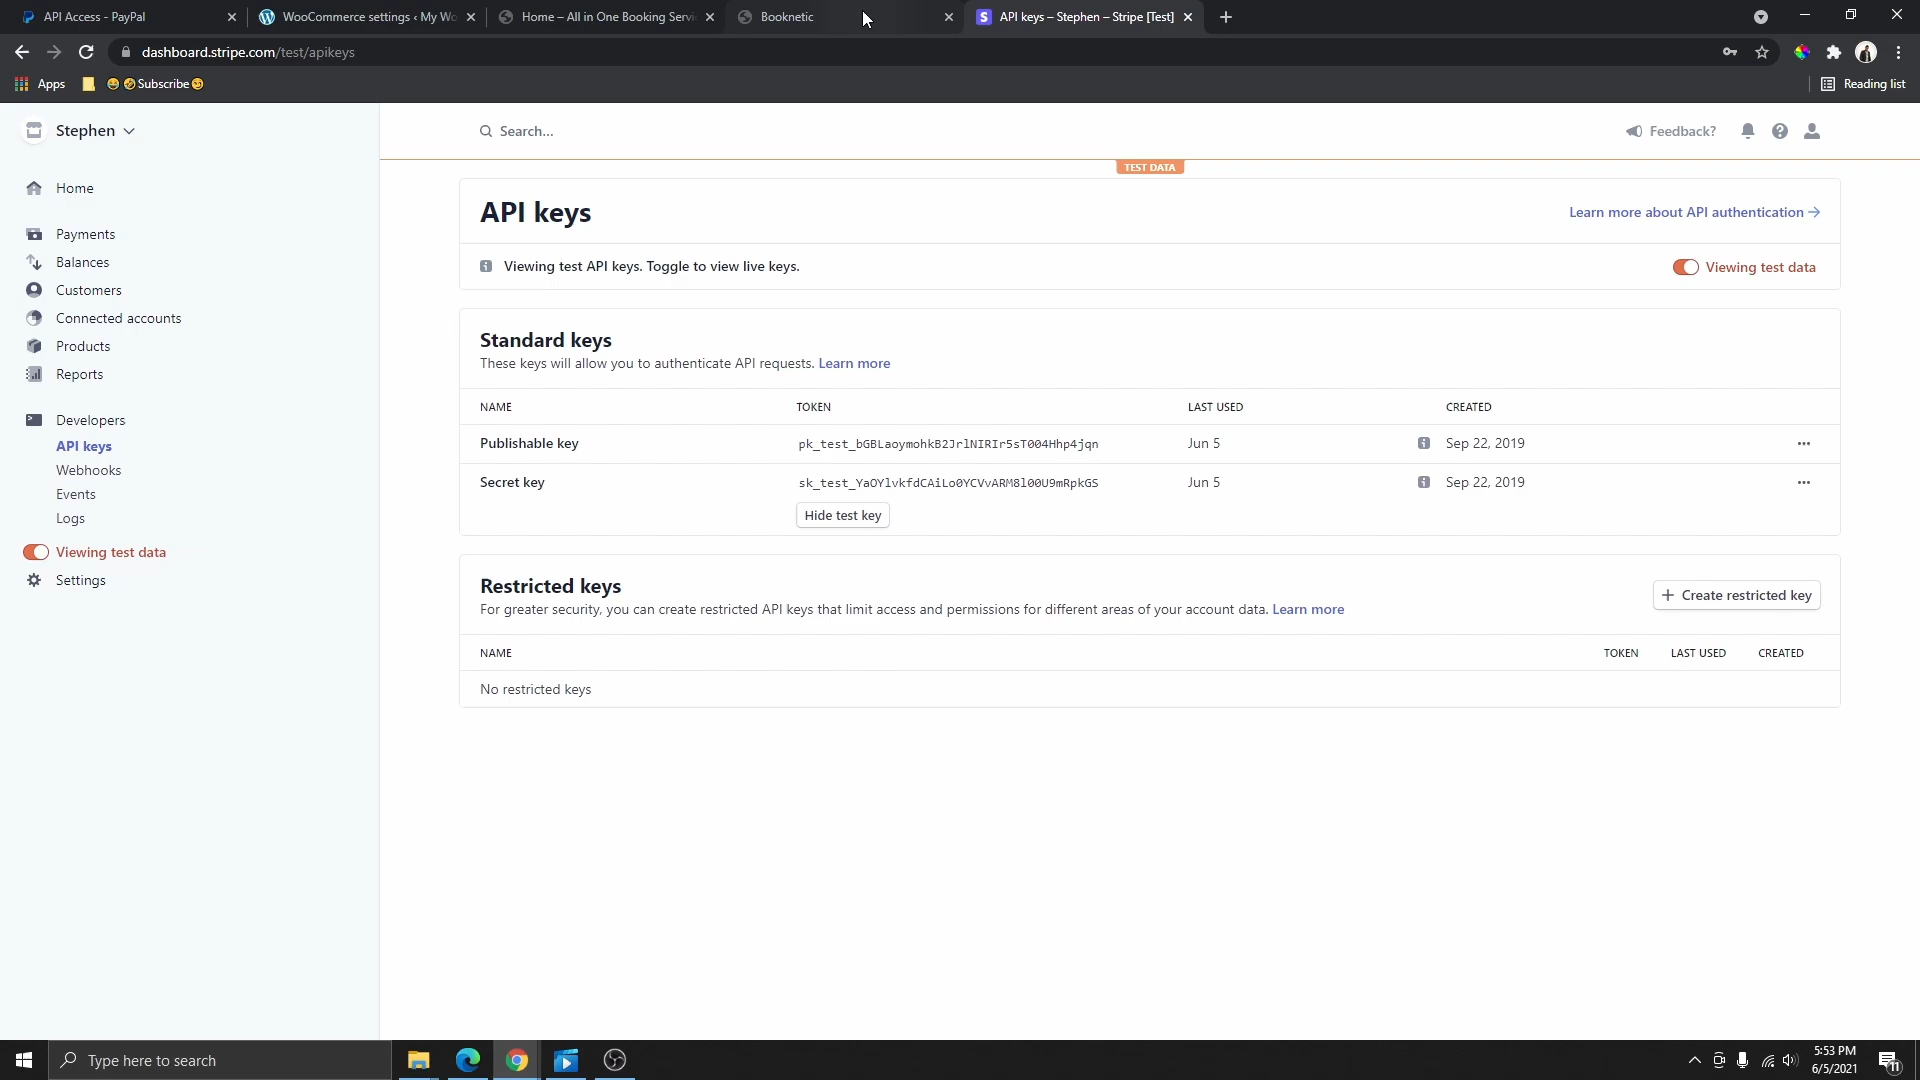 API Access - PayPal
WooCommerce settings ‹ My Wo
Home – All in One Booking Servi
Booknetic
API keys – Stephen – Stripe [Test]
dashboard.stripe.com/test/apikeys
Apps
Subscribe
Reading list
Stephen
Search...
Feedback?
TEST DATA
Home
Payments
Balances
Customers
Connected accounts
Products
Reports
Developers
API keys
Webhooks
Events
Logs
Viewing test data
Settings
API keys
Learn more about API authentication →
Viewing test API keys. Toggle to view live keys.
Viewing test data
Standard keys
These keys will allow you to authenticate API requests. Learn more
NAME TOKEN LAST USED CREATED
Publishable key pk_test_bGBLaoymohkB2JrlNIRIr5sT004Hhp4jqn Jun 5 Sep 22, 2019
Secret key sk_test_YaOYlvkfdCAiLo0YCVvARM8l00U9mRpkGS Jun 5 Sep 22, 2019
Hide test key
Restricted keys
For greater security, you can create restricted API keys that limit access and permissions for different areas of your account data. Learn more
+ Create restricted key
NAME TOKEN LAST USED CREATED
No restricted keys
Type here to search
5:53 PM
6/5/2021
11